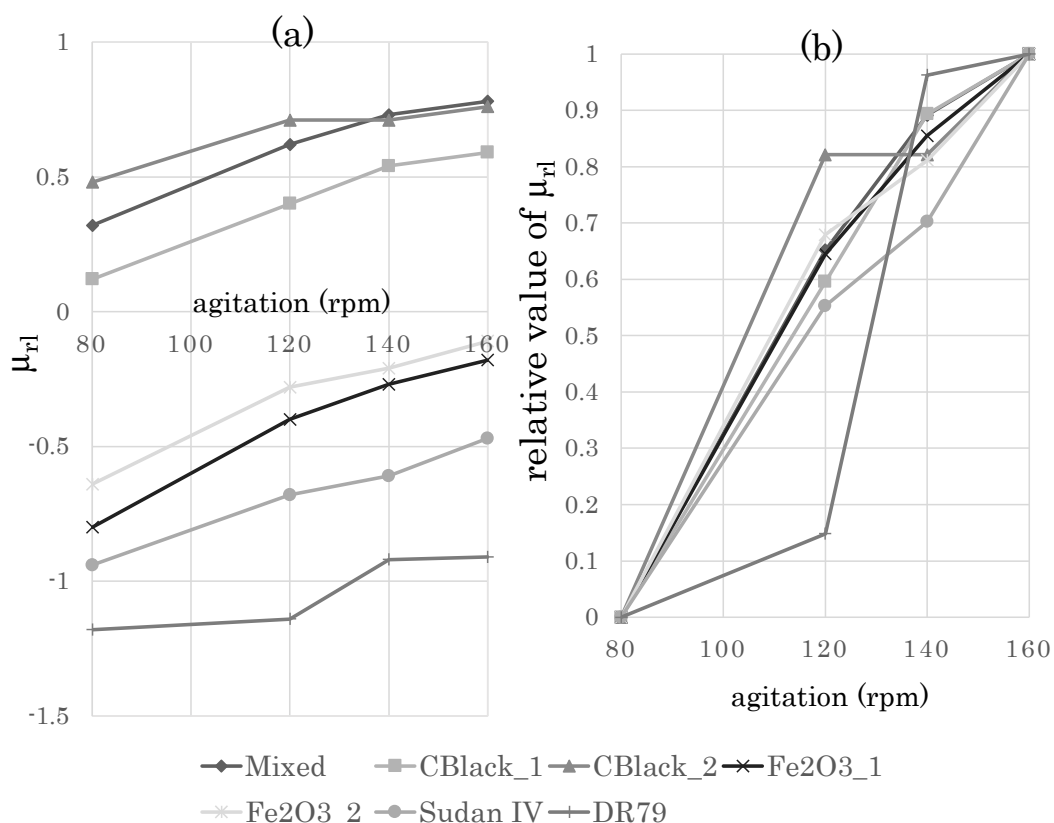 (a)
1
0.5
0
-0.5
-1
-1.5
μrl
agitation (rpm)
80 100 120 140 160
(b)
1
0.9
0.8
0.7
0.6
0.5
0.4
0.3
0.2
0.1
0
relative value of μrl
80 100 120 140 160
agitation (rpm)
Mixed CBlack_1 CBlack_2 Fe2O3_1
Fe2O3_2 Sudan IV DR79